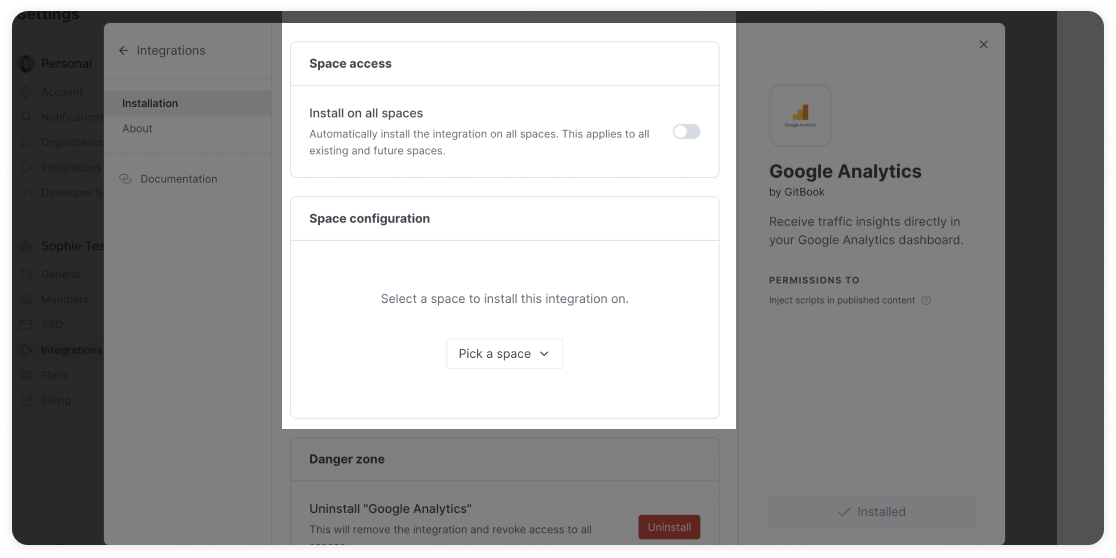 Settings
Personal
Account
Notifications
Organization
Integrations
Developer S
Sophie Tes
General
Members
SSO
Integrations
Plans
Billing
Integrations
Installation
About
Documentation
Space access
Install on all spaces
Automatically install the integration on all spaces. This applies to all
existing and future spaces.
Space configuration
Select a space to install this integration on.
Pick a space
Danger zone
Uninstall "Google Analytics"
This will remove the integration and revoke access to all
Uninstall
Google Analytics
Google Analytics
by GitBook
Receive traffic insights directly in
your Google Analytics dashboard.
PERMISSIONS TO
Inject scripts in published content
Installed